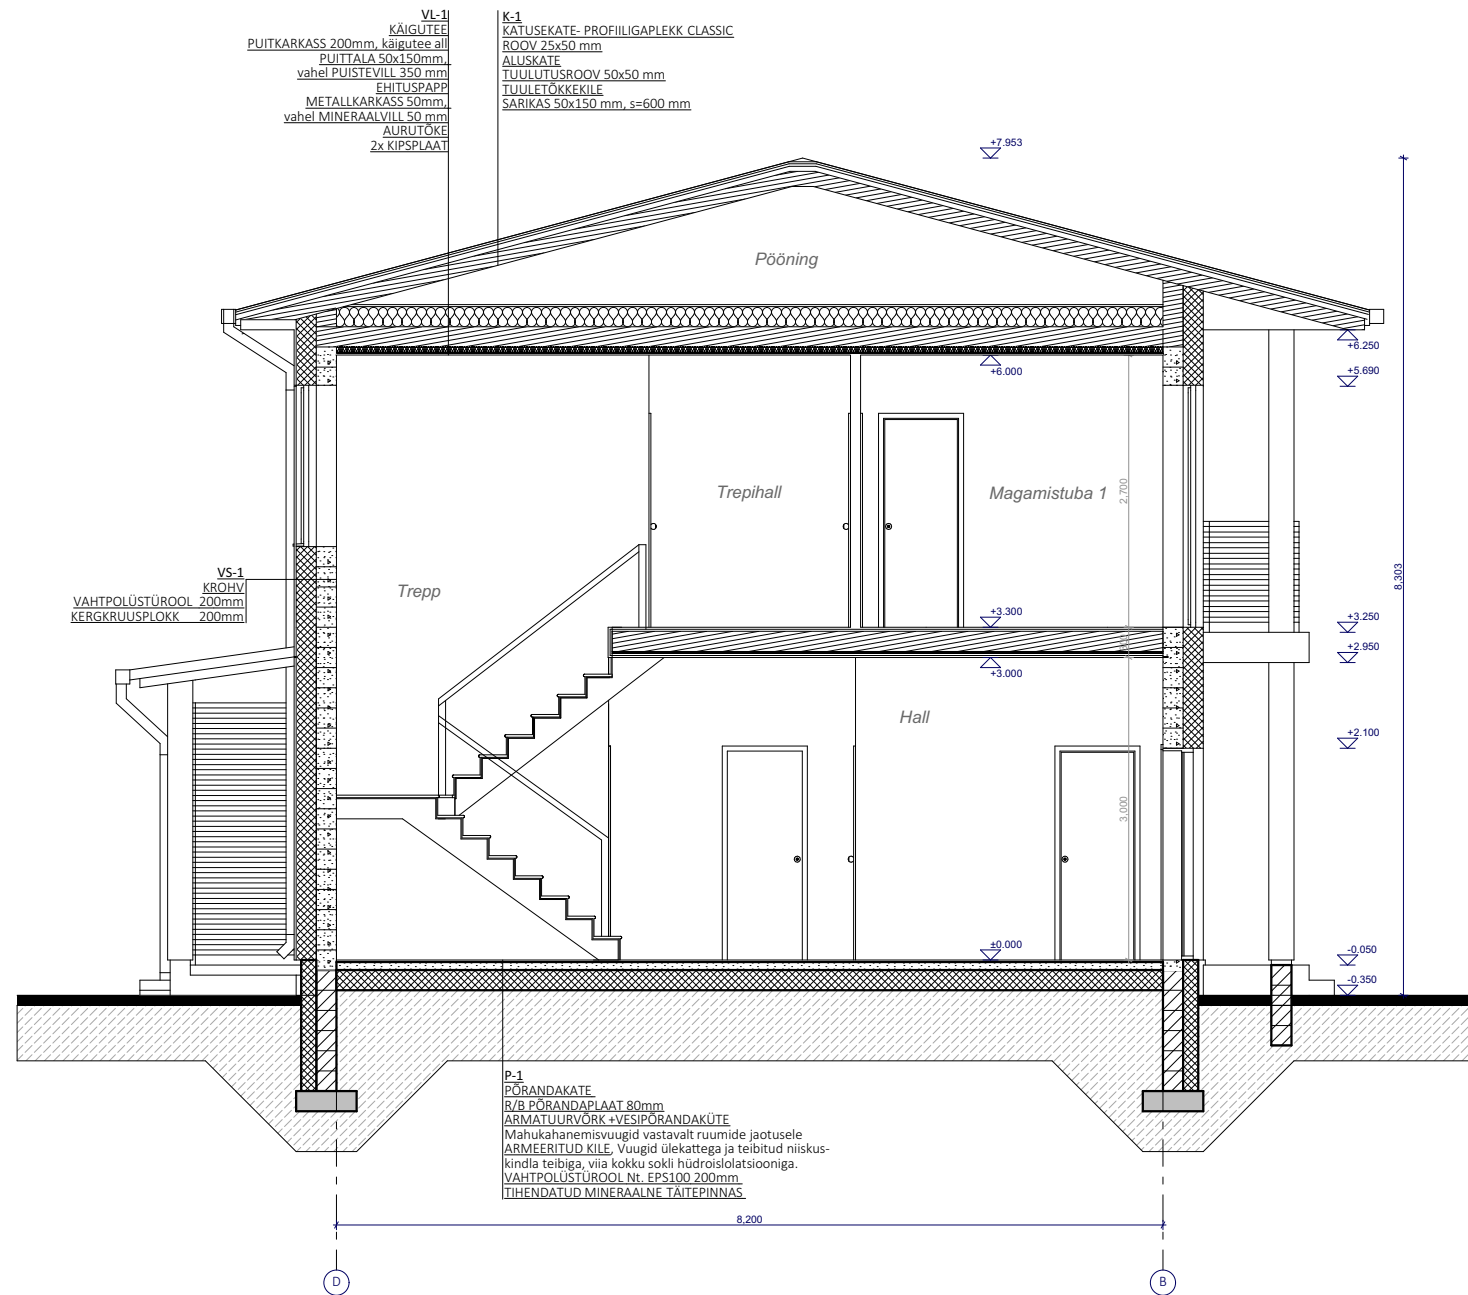 VL-1
KÄIGUTEE
PUITKARKASS 200mm, käigutee all
PUITTALA 50x150mm,
vahel PUISTEVILL 350 mm
EHITUSPAPP
METALLKARKASS 50mm,
vahel MINERAALVILL 50 mm
AURUTÕKE
2x KIPSPLAAT
K-1
KATUSEKATE- PROFIILIGAPLEKK CLASSIC
ROOV 25x50 mm
ALUSKATE
TUULUTUSROOV 50x50 mm
TUULETÕKKEKILE
SARIKAS 50x150 mm, s=600 mm
+7.953
Pööning
+6.250
+6.000
+5.690
Trepihall
Magamistuba 1
2,700
VS-1
KROHV
VAHTPOLÜSTÜROOL 200mm
KERGKRUUSPLOKK 200mm
Trepp
8,303
+3.300
+3.250
+2.950
+3.000
Hall
+2.100
3,000
±0.000
-0.050
-0.350
P-1
PÕRANDAKATE
R/B PÕRANDAPLAAT 80mm
ARMATUURVÕRK +VESIPÕRANDAKÜTE
Mahukahanemisvuugid vastavalt ruumide jaotusele
ARMEERITUD KILE, Vuugid ülekattega ja teibitud niiskus-
kindla teibiga, viia kokku sokli hüdroislolatsiooniga.
VAHTPOLÜSTÜROOL Nt. EPS100 200mm
TIHENDATUD MINERAALNE TÄITEPINNAS
8,200
D
B